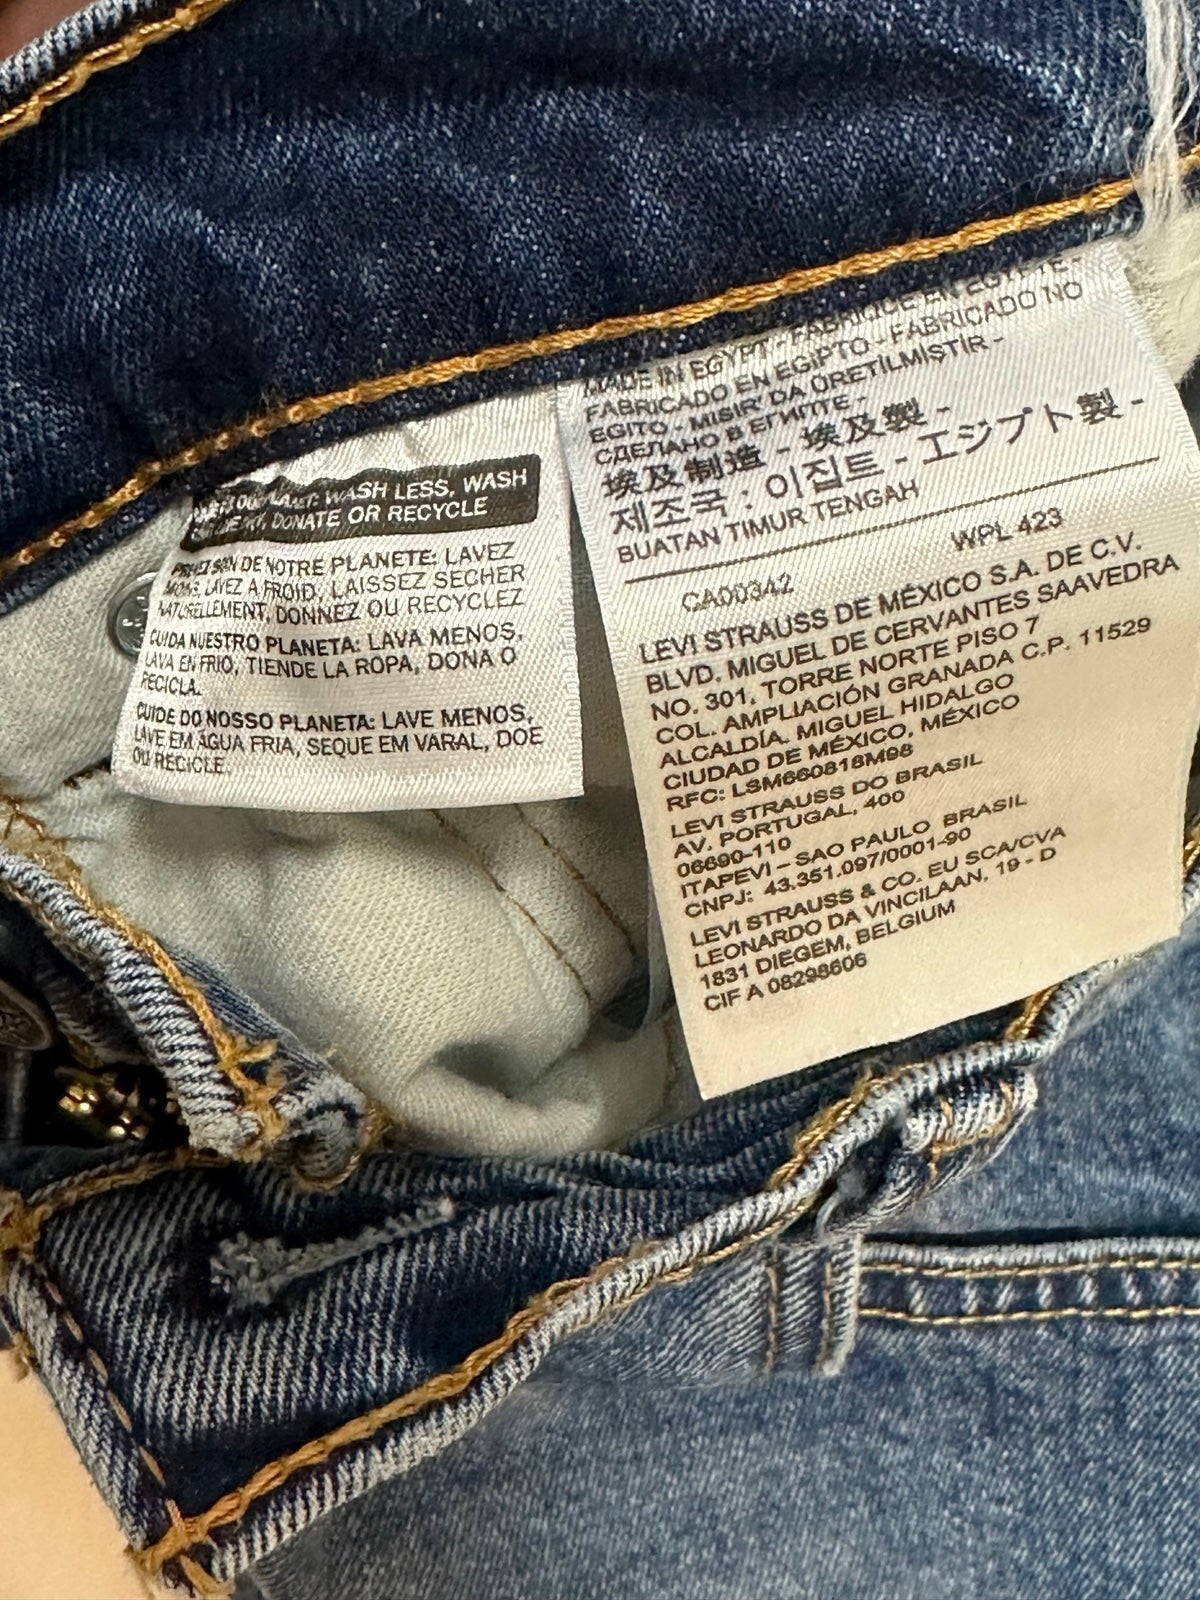 WASH LESS, WASH
DONATE OR RECYCLE
DE NOTRE PLANETE: LAVEZ
LAVEZ A FROID, LAISSEZ SECHER
NATURELLEMENT, DONNEZ OU RECYCLEZ
CUIDA NUESTRO PLANETA: LAVA MENOS,
LAVA EN FRIO, TIENDE LA ROPA, DONA O
RECICLA.
CUIDE DO NOSSO PLANETA: LAVE MENOS,
LAVE EM ÁGUA FRIA, SEQUE EM VARAL, DOE
OU RECICLE.
MADE IN EGYPT - FABRIQUE EN EGYPTE -
FABRICADO EN EGIPTO - FABRICADO NO
EGITO - MISIR' DA ÜRETİLMİŞTİR -
СДЕЛАНО В ЕГИПТЕ -
埃及制造 - 埃及製 -
제조국 : 이집트 - エジプト製 -
BUATAN TIMUR TENGAH
CA00342 WPL 423
LEVI STRAUSS DE MÉXICO S.A. DE C.V.
BLVD. MIGUEL DE CERVANTES SAAVEDRA
NO. 301, TORRE NORTE PISO 7
COL. AMPLIACIÓN GRANADA C.P. 11529
ALCALDÍA. MIGUEL HIDALGO
CIUDAD DE MÉXICO, MÉXICO
RFC: LSM660818M98
LEVI STRAUSS DO BRASIL
AV. PORTUGAL, 400
06690-110
ITAPEVI – SAO PAULO BRASIL
CNPJ: 43.351.097/0001-90
LEVI STRAUSS & CO. EU SCA/CVA
LEONARDO DA VINCILAAN, 19 - D
1831 DIEGEM, BELGIUM
CIF A 08298606